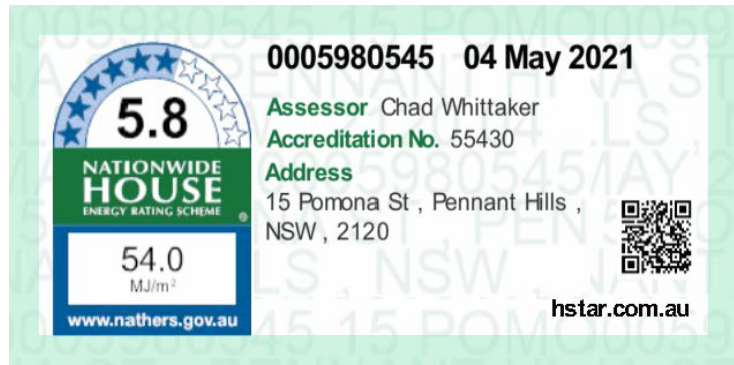 0005980545 04 May 2021
5.8
NATIONWIDE
HOUSE
ENERGY RATING SCHEME
54.0
MJ/m²
www.nathers.gov.au
Assessor Chad Whittaker
Accreditation No. 55430
Address
15 Pomona St , Pennant Hills ,
NSW , 2120
hstar.com.au